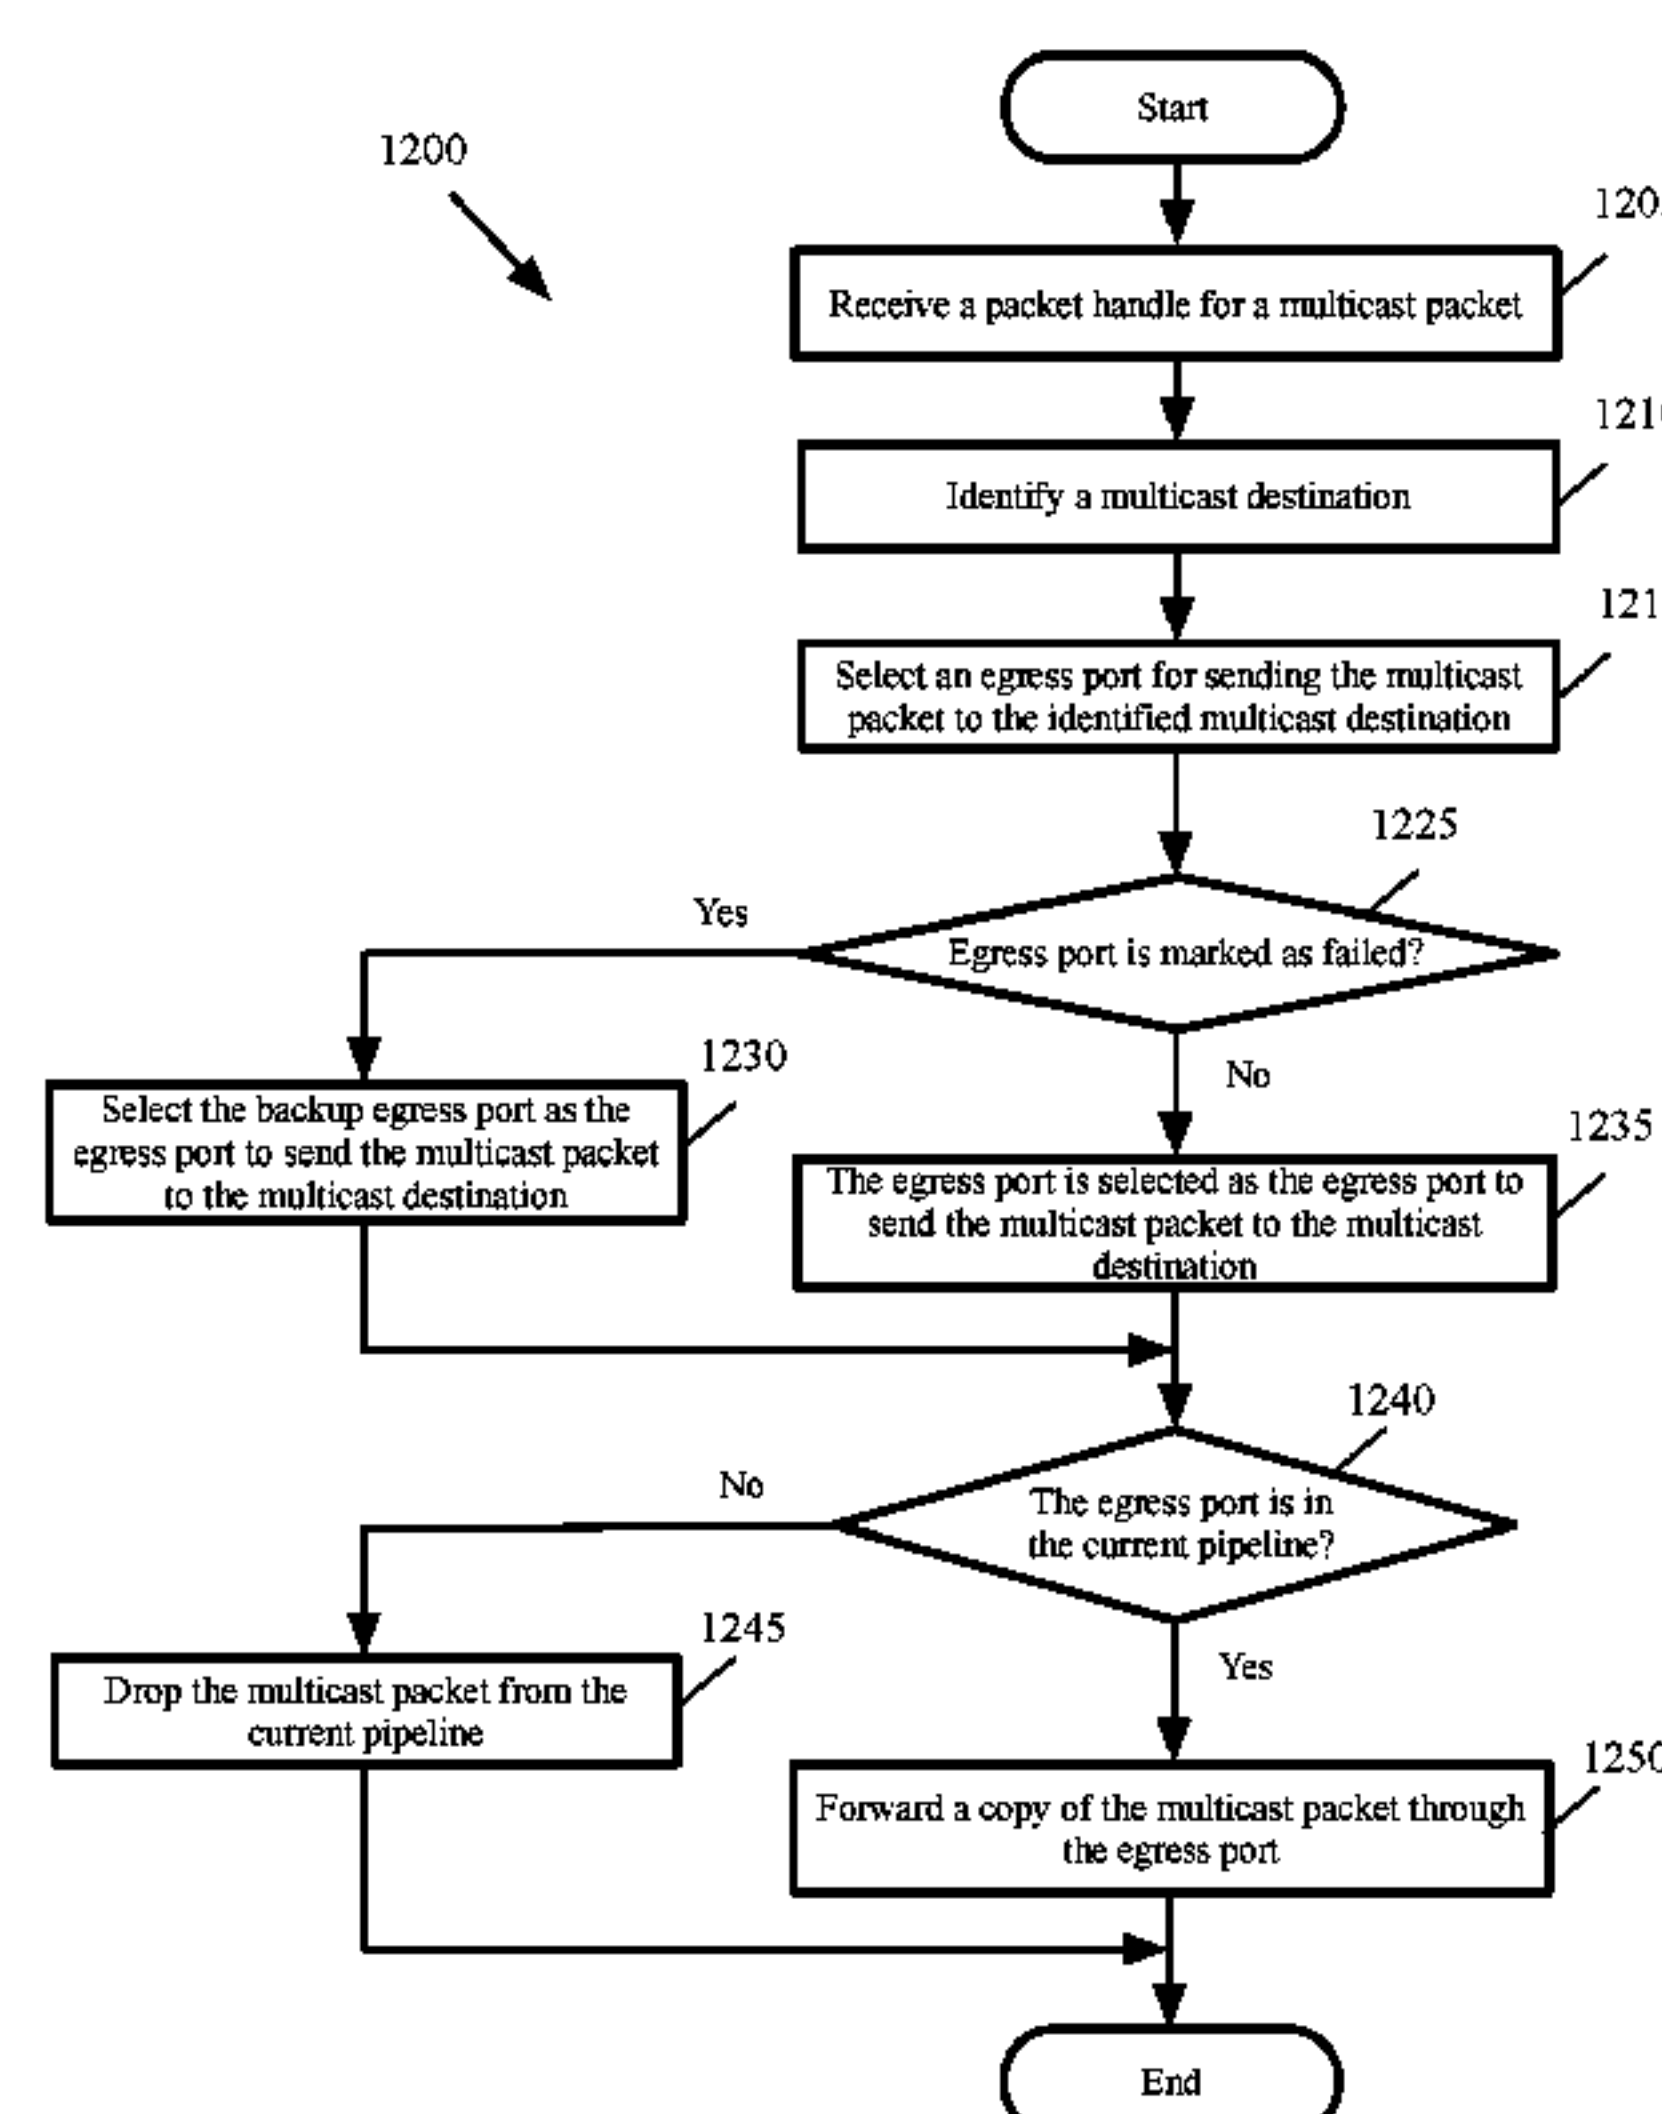 Start
1200
Receive a packet handle for a multicast packet
Identify a multicast destination
Select an egress port for sending the multicast
packet to the identified multicast destination
1225
Yes
Egress port is marked as failed?
1230
No
Select the backup egress port as the
egress port to send the multicast packet
to the multicast destination
1235
The egress port is selected as the egress port to
send the multicast packet to the multicast
destination
1240
No
The egress port is in
the current pipeline?
1245
Yes
Drop the multicast packet from the
current pipeline
1250
Forward a copy of the multicast packet through
the egress port
End